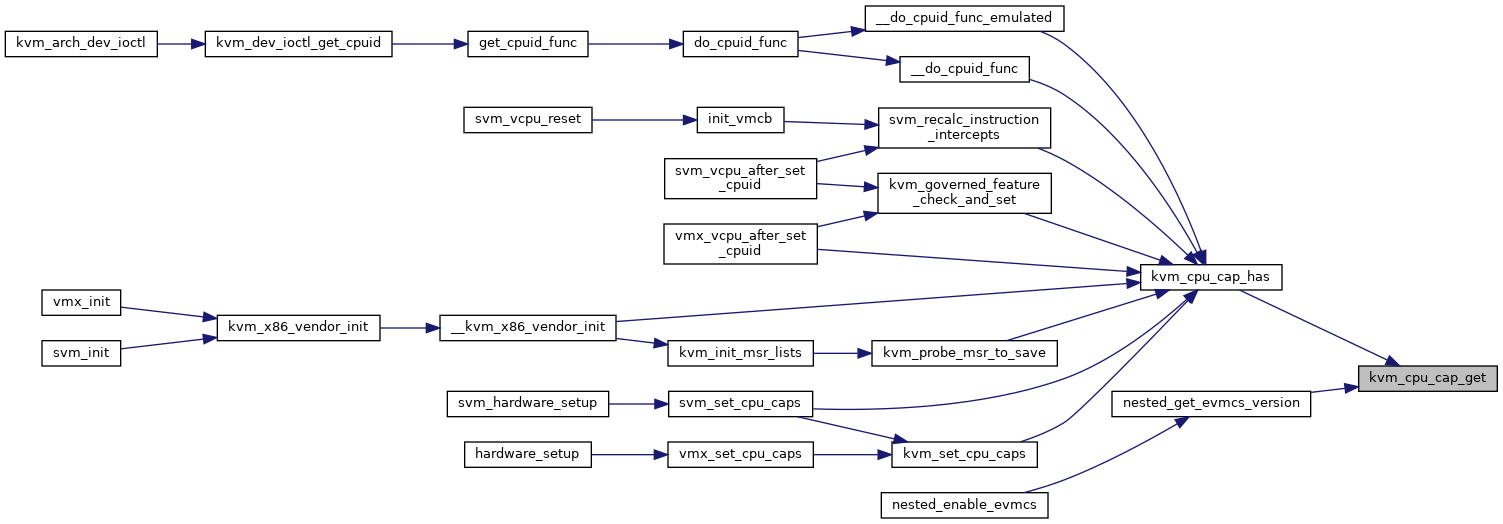 __do_cpuid_func_emulated
kvm_arch_dev_ioctl
kvm_dev_ioctl_get_cpuid
get_cpuid_func
do_cpuid_func
__do_cpuid_func
svm_vcpu_reset
init_vmcb
svm_recalc_instruction
_intercepts
svm_vcpu_after_set
_cpuid
kvm_governed_feature
_check_and_set
vmx_vcpu_after_set
_cpuid
kvm_cpu_cap_has
vmx_init
kvm_x86_vendor_init
__kvm_x86_vendor_init
svm_init
kvm_init_msr_lists
kvm_probe_msr_to_save
kvm_cpu_cap_get
svm_hardware_setup
svm_set_cpu_caps
nested_get_evmcs_version
hardware_setup
vmx_set_cpu_caps
kvm_set_cpu_caps
nested_enable_evmcs